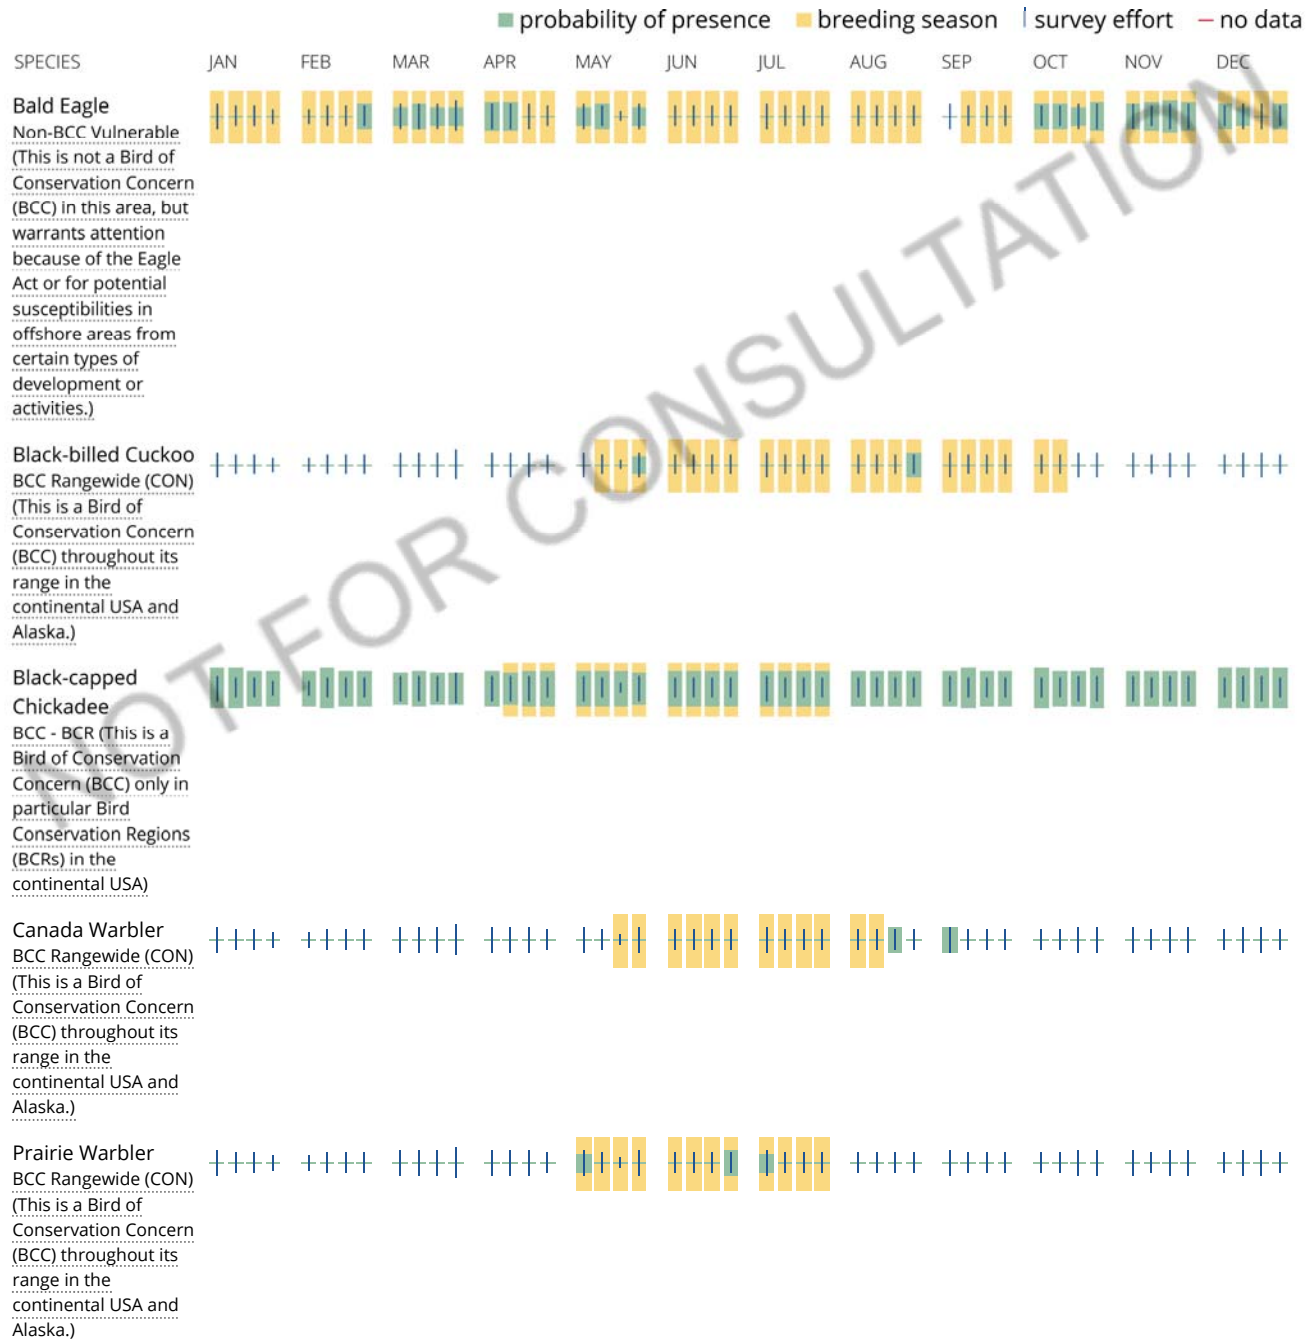 probability of presence breeding season survey effort no data
SPECIES JAN FEB MAR APR MAY JUN JUL AUG SEP OCT NOV DEC
Bald Eagle
Non-BCC Vulnerable
(This is not a Bird of
Conservation Concern
(BCC) in this area, but
warrants attention
because of the Eagle
Act or for potential
susceptibilities in
offshore areas from
certain types of
development or
activities.)
Black-billed Cuckoo
BCC Rangewide (CON)
(This is a Bird of
Conservation Concern
(BCC) throughout its
range in the
continental USA and
Alaska.)
Black-capped
Chickadee
BCC - BCR (This is a
Bird of Conservation
Concern (BCC) only in
particular Bird
Conservation Regions
(BCRs) in the
continental USA)
Canada Warbler
BCC Rangewide (CON)
(This is a Bird of
Conservation Concern
(BCC) throughout its
range in the
continental USA and
Alaska.)
Prairie Warbler
BCC Rangewide (CON)
(This is a Bird of
Conservation Concern
(BCC) throughout its
range in the
continental USA and
Alaska.)
NOT FOR CONSULTATION